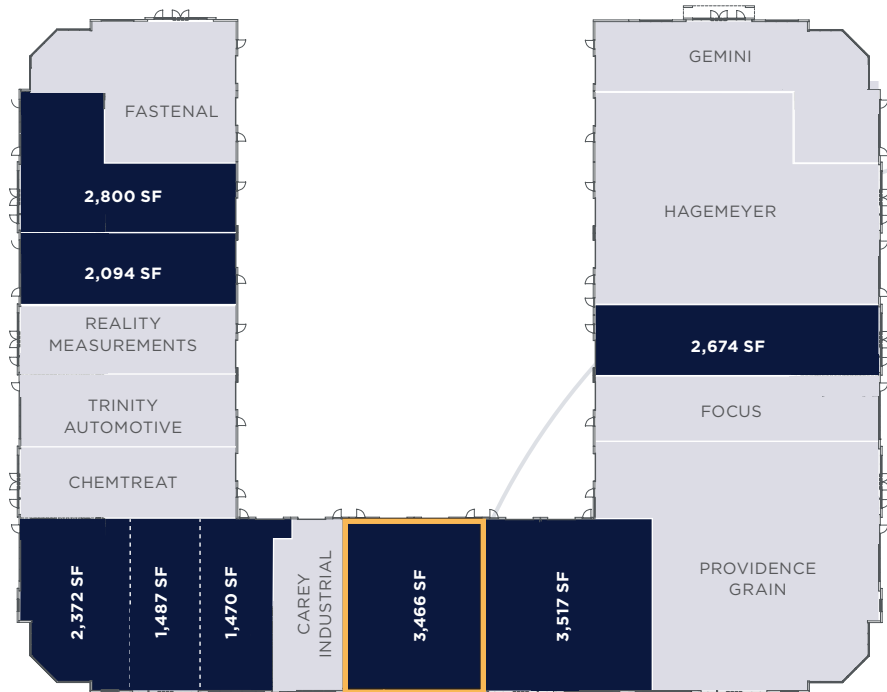 GEMINI
FASTENAL
2,800 SF
HAGEMEYER
2,094 SF
REALITY
MEASUREMENTS
2,674 SF
TRINITY
AUTOMOTIVE
FOCUS
CHEMTREAT
2,372 SF
1,487 SF
1,470 SF
CAREY
INDUSTRIAL
3,466 SF
3,517 SF
PROVIDENCE
GRAIN